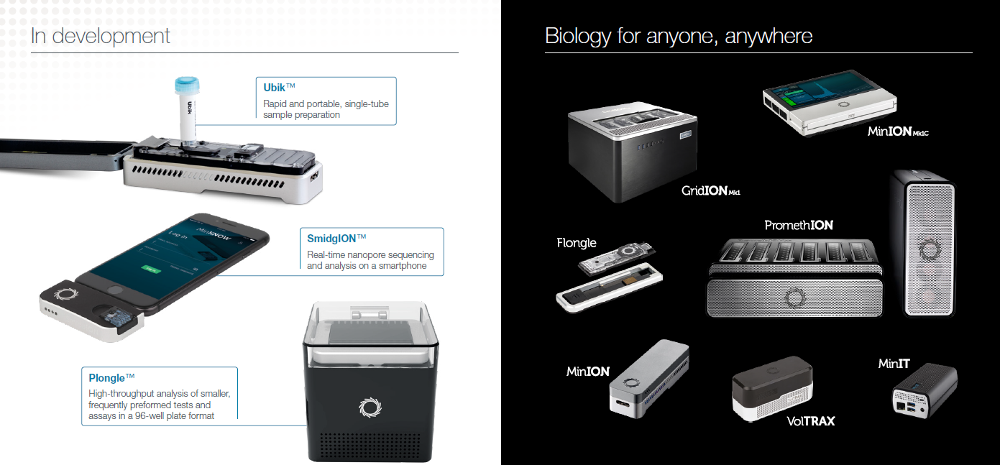 In development
Ubik™
Rapid and portable, single-tube
sample preparation
Ubik
MinKNOW
Log in
SmidgION™
Real-time nanopore sequencing
and analysis on a smartphone
Plongle™
High-throughput analysis of smaller,
frequently preformed tests and
assays in a 96-well plate format
Biology for anyone, anywhere
MinION Mk1C
GridION Mk1
PromethION
Flongle
MinION
VolTRAX
MinIT